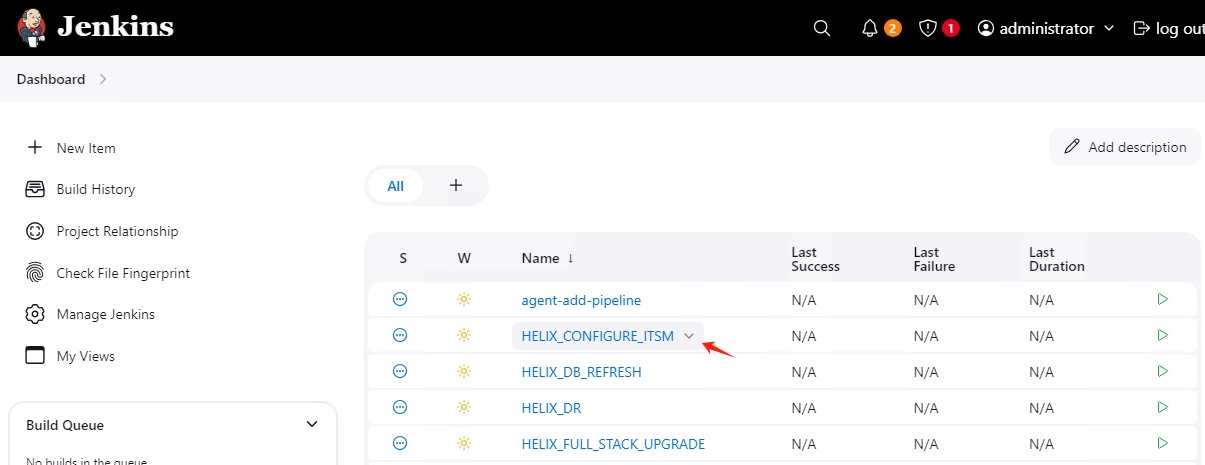 Jenkins
2
1
administrator
log out
Dashboard
New Item
Build History
Project Relationship
Check File Fingerprint
Manage Jenkins
My Views
Build Queue
No builds in the queue
Add description
All +
S W Name ↓ Last Success Last Failure Last Duration
agent-add-pipeline N/A N/A N/A
HELIX_CONFIGURE_ITSM N/A N/A N/A
HELIX_DB_REFRESH N/A N/A N/A
HELIX_DR N/A N/A N/A
HELIX_FULL_STACK_UPGRADE N/A N/A N/A